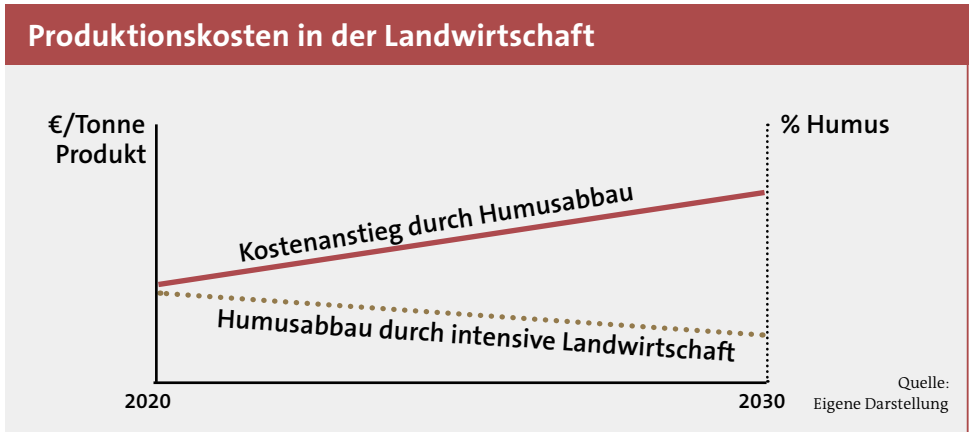 Produktionskosten in der Landwirtschaft
€/Tonne
Produkt
% Humus
Kostenanstieg durch Humusabbau
Humusabbau durch intensive Landwirtschaft
2020
2030
Quelle:
Eigene Darstellung